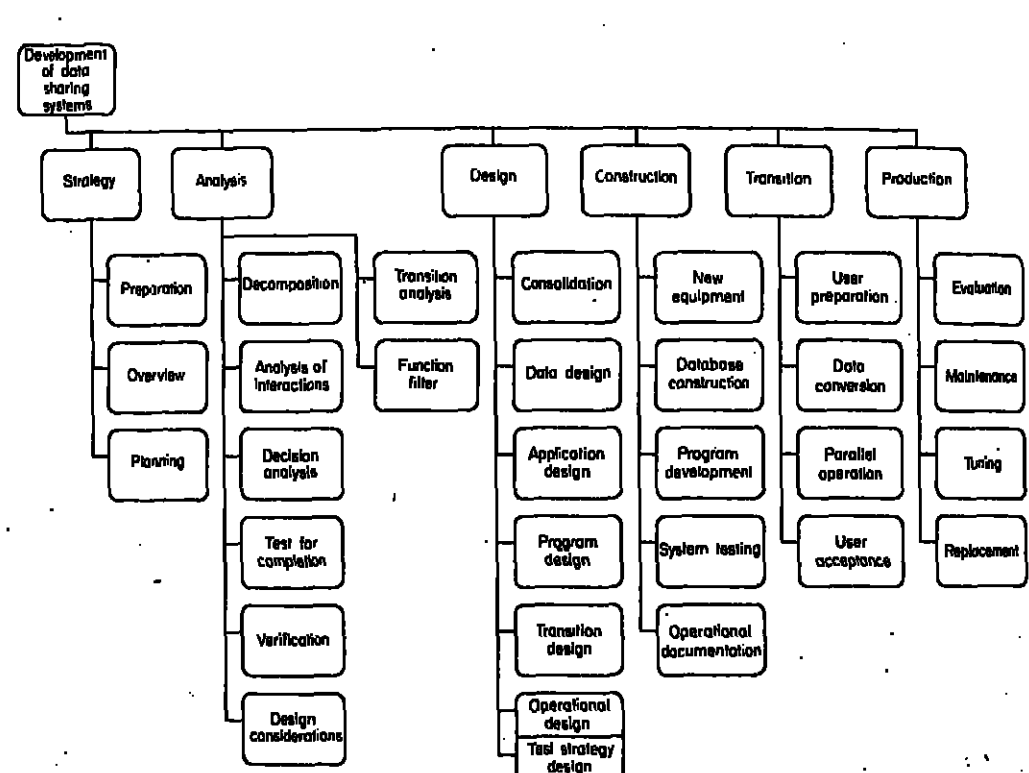 Development
of data
sharing
systems
Strategy
Analysis
Design
Construction
Transition
Production
Preparation
Overview
Planning
Decomposition
Analysis of
interactions
Decision
analysis
Test for
completion
Verification
Design
considerations
Transition
analysis
Function
filter
Consolidation
Data design
Application
design
Program
design
Transition
design
Operational
design
Test strategy
design
New
equipment
Database
construction
Program
development
System testing
Operational
documentation
User
preparation
Data
conversion
Parallel
operation
User
acceptance
Evaluation
Maintenance
Tuning
Replacement